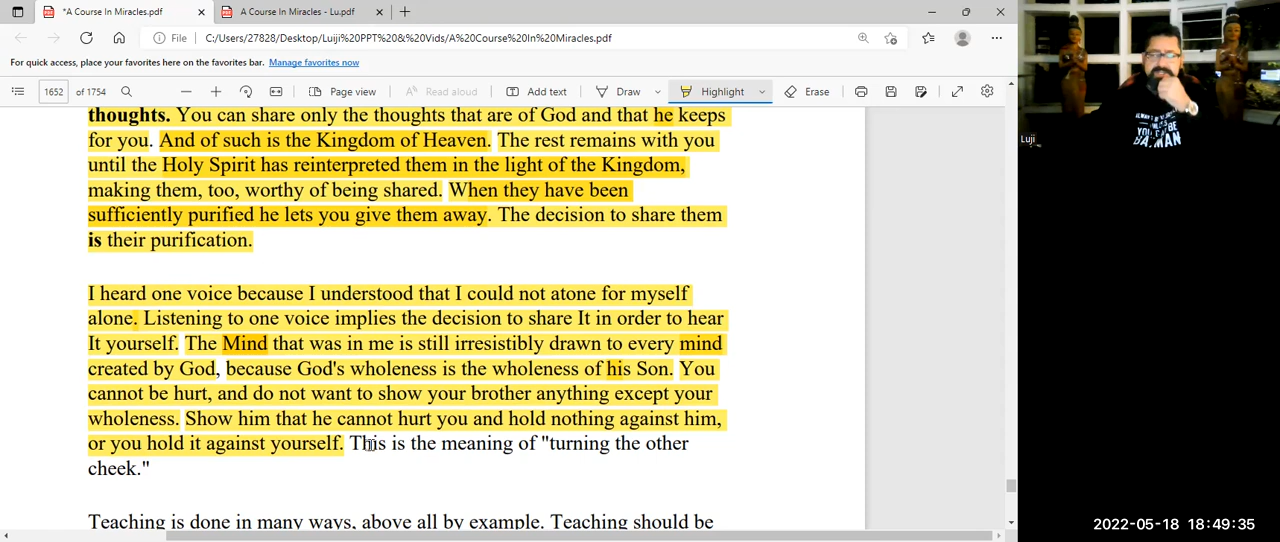 *A Course In Miracles.pdf
A Course In Miracles - Lu.pdf
File
C:/Users/27828/Desktop/Luiji%20PPT%20&%20Vids/A%20Course%20In%20Miracles.pdf
For quick access, place your favorites here on the favorites bar. Manage favorites now
1652 of 1754
Page view
Read aloud
Add text
Draw
Highlight
Erase
thoughts. You can share only the thoughts that are of God and that he keeps
for you. And of such is the Kingdom of Heaven. The rest remains with you
until the Holy Spirit has reinterpreted them in the light of the Kingdom,
making them, too, worthy of being shared. When they have been
sufficiently purified he lets you give them away. The decision to share them
is their purification.
I heard one voice because I understood that I could not atone for myself
alone. Listening to one voice implies the decision to share It in order to hear
It yourself. The Mind that was in me is still irresistibly drawn to every mind
created by God, because God's wholeness is the wholeness of his Son. You
cannot be hurt, and do not want to show your brother anything except your
wholeness. Show him that he cannot hurt you and hold nothing against him,
or you hold it against yourself. This is the meaning of "turning the other
cheek."
Teaching is done in many ways, above all by example. Teaching should be
Luji
ALWAYS BE YOURSELF
UNLESS
YOU CAN BE
BATMAN
2022-05-18 18:49:35